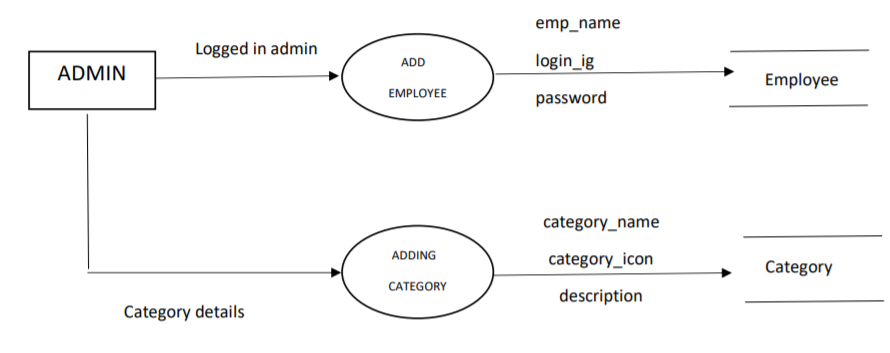 emp_name
Logged in admin
ADD
login_ig
ADMIN
Employee
EMPLOYEE
password
category_name
ADDING
category_icon
Category
CATEGORY
description
Category details